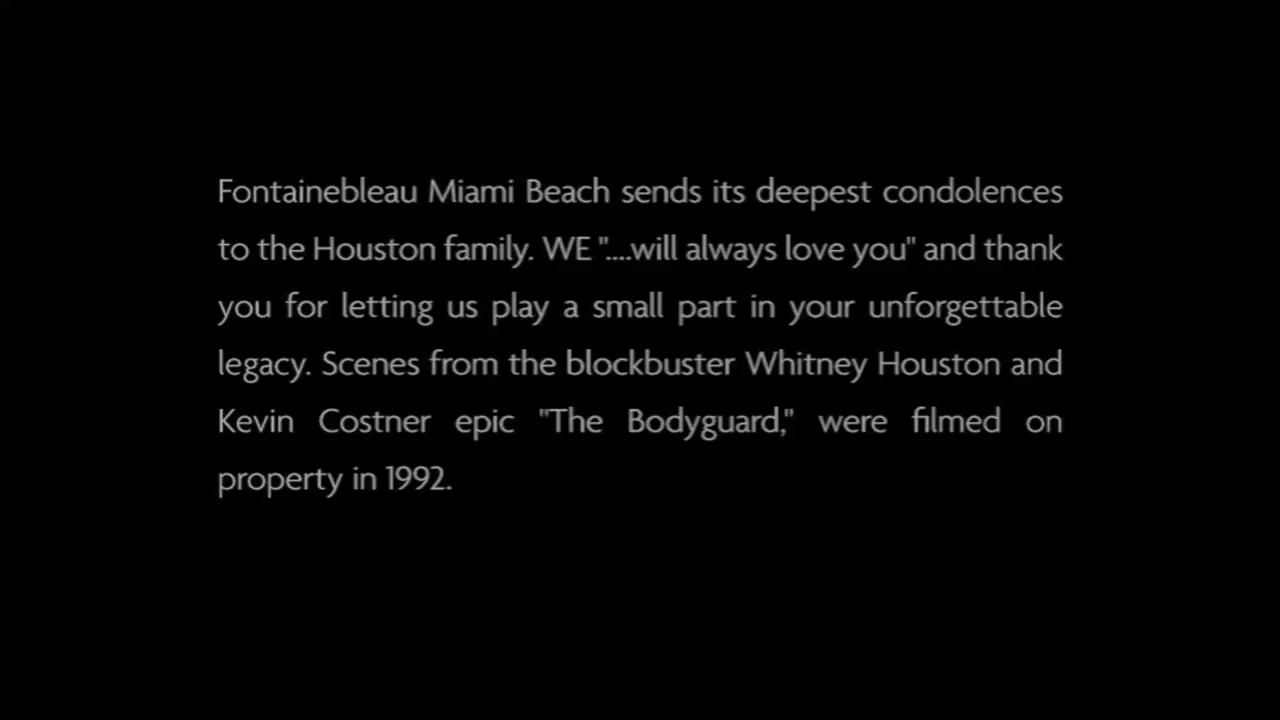 Fontainebleau Miami Beach sends its deepest condolences
to the Houston family. WE "....will always love you" and thank
you for letting us play a small part in your unforgettable
legacy. Scenes from the blockbuster Whitney Houston and
Kevin Costner epic "The Bodyguard," were filmed on
property in 1992.